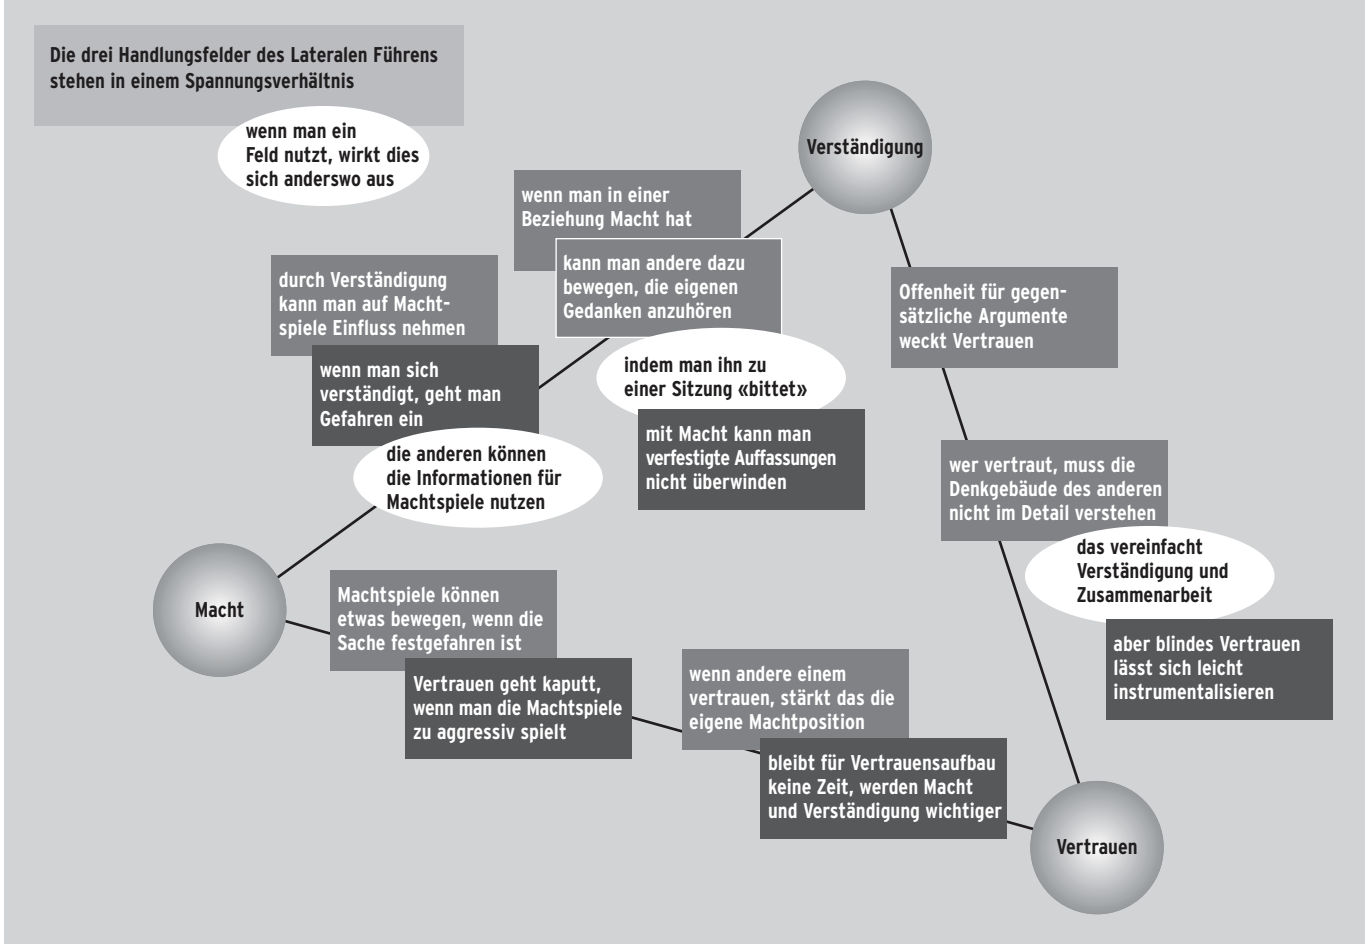 Die drei Handlungsfelder des Lateralen Führens
stehen in einem Spannungsverhältnis
wenn man ein
Feld nutzt, wirkt dies
sich anderswo aus
Verständigung
wenn man in einer
Beziehung Macht hat
kann man andere dazu
bewegen, die eigenen
Gedanken anzuhören
durch Verständigung
kann man auf Macht-
spiele Einfluss nehmen
Offenheit für gegen-
sätzliche Argumente
weckt Vertrauen
wenn man sich
verständigt, geht man
Gefahren ein
indem man ihn zu
einer Sitzung «bittet»
mit Macht kann man
verfestigte Auffassungen
nicht überwinden
die anderen können
die Informationen für
Machtspiele nutzen
wer vertraut, muss die
Denkgebäude des anderen
nicht im Detail verstehen
das vereinfacht
Verständigung und
Zusammenarbeit
Macht
Machtspiele können
etwas bewegen, wenn die
Sache festgefahren ist
aber blindes Vertrauen
lässt sich leicht
instrumentalisieren
Vertrauen geht kaputt,
wenn man die Machtspiele
zu aggressiv spielt
wenn andere einem
vertrauen, stärkt das die
eigene Machtposition
bleibt für Vertrauensaufbau
keine Zeit, werden Macht
und Verständigung wichtiger
Vertrauen